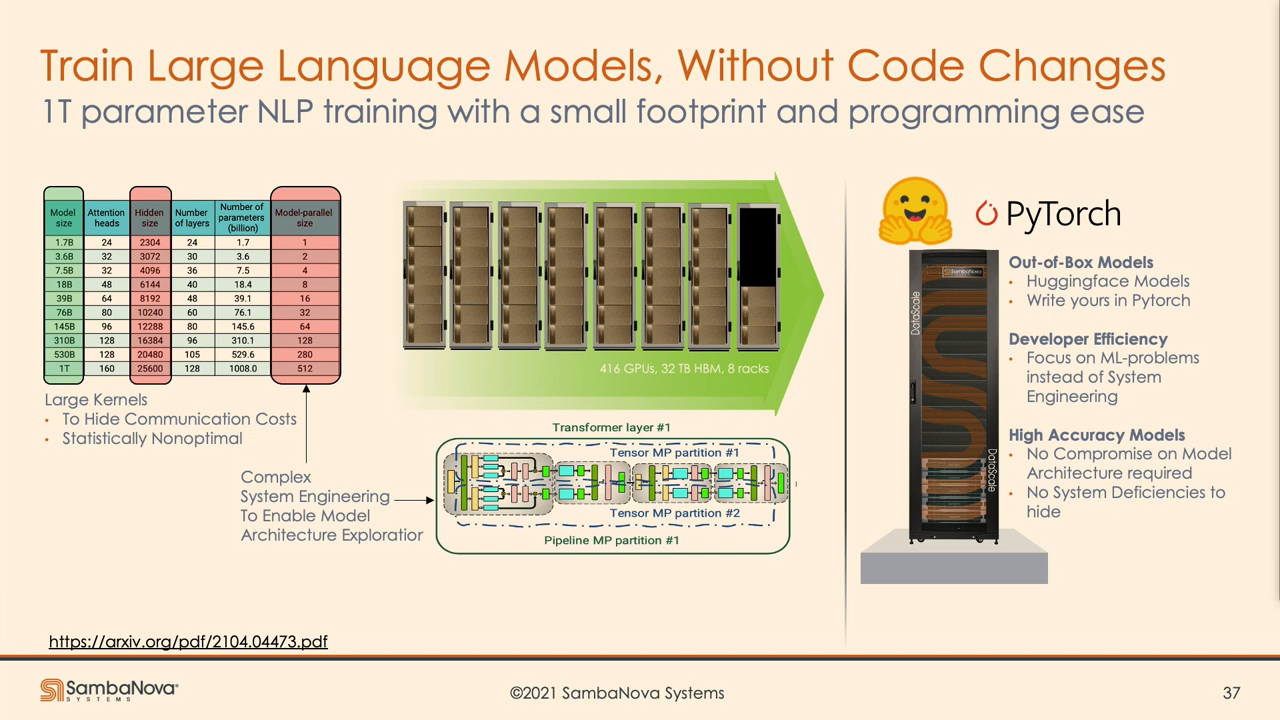 Train Large Language Models, Without Code Changes
1T parameter NLP training with a small footprint and programming ease
Model size Attention heads Hidden size Number of layers Number of parameters (billion) Model-parallel size
1.7B 24 2304 24 1.7 1
3.6B 32 3072 30 3.6 2
7.5B 32 4096 36 7.5 4
18B 48 6144 40 18.4 8
39B 64 8192 48 39.1 16
76B 80 10240 60 76.1 32
145B 96 12288 80 145.6 64
310B 128 16384 96 310.1 128
530B 128 20480 105 529.6 280
1T 160 25600 128 1008.0 512
Large Kernels
• To Hide Communication Costs
• Statistically Nonoptimal
Complex
System Engineering
To Enable Model
Architecture Exploration
416 GPUs, 32 TB HBM, 8 racks
Transformer layer #1
Tensor MP partition #1
Tensor MP partition #2
Pipeline MP partition #1
PyTorch
SambaNova
DataScale
DataScale
Out-of-Box Models
• Huggingface Models
• Write yours in Pytorch
Developer Efficiency
• Focus on ML-problems
instead of System
Engineering
High Accuracy Models
• No Compromise on Model
Architecture required
• No System Deficiencies to
hide
https://arxiv.org/pdf/2104.04473.pdf
SambaNova
SYSTEMS
©2021 SambaNova Systems
37